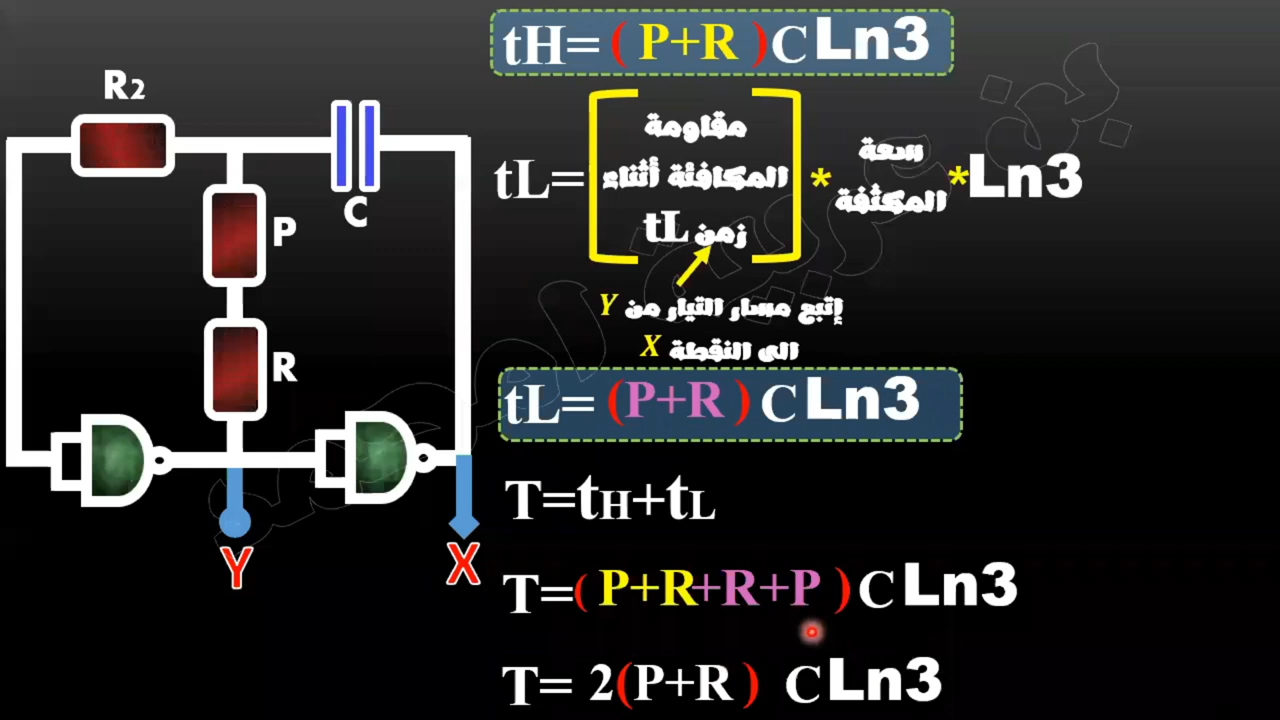 tH= ( P+R ) C Ln3
R2
C
P
R
Y
X
tL= [ مقاومة
المكافئة أثناء
زمن tL ] * سعة
المكثفة * Ln3
إتبع مسار التيار من Y
الى النقطة X
tL= (P+R ) C Ln3
T=tH+tL
T=( P+R+R+P ) C Ln3
T= 2(P+R ) C Ln3